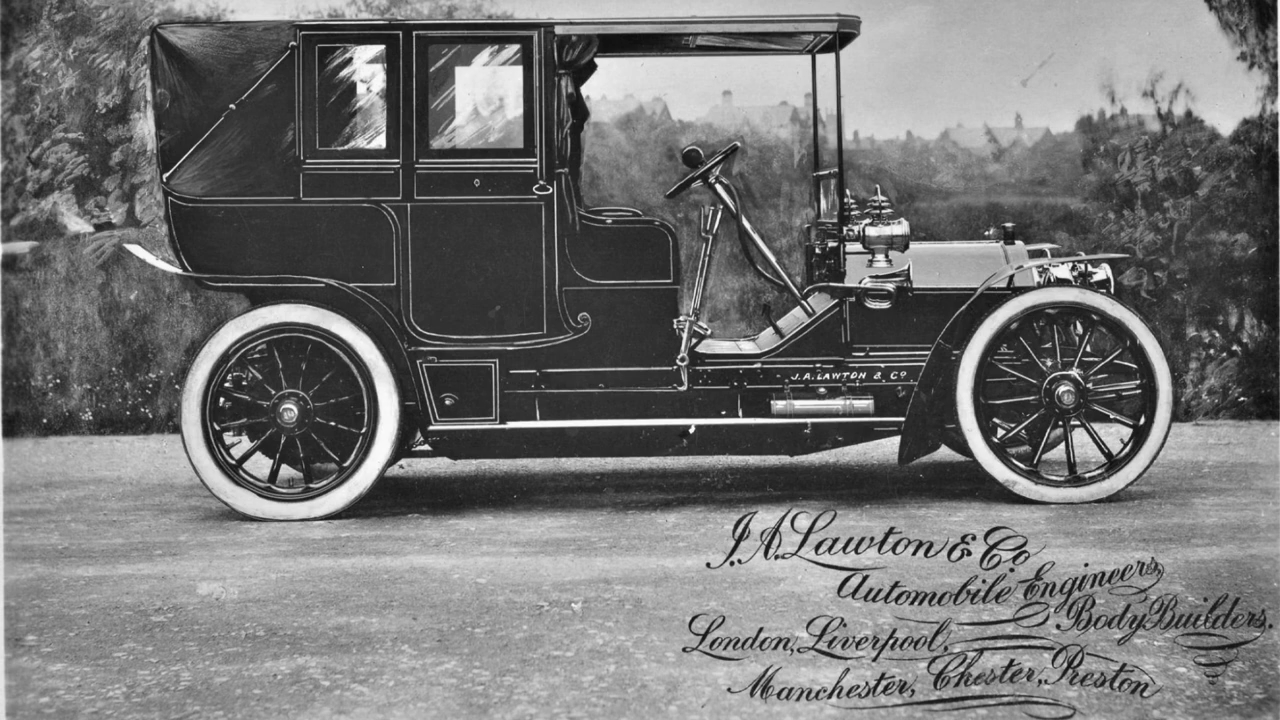 J.A. LAWTON & Co
J.A. Lawton & Co
Automobile Engineers,
Body Builders.
London, Liverpool,
Manchester, Chester, Preston